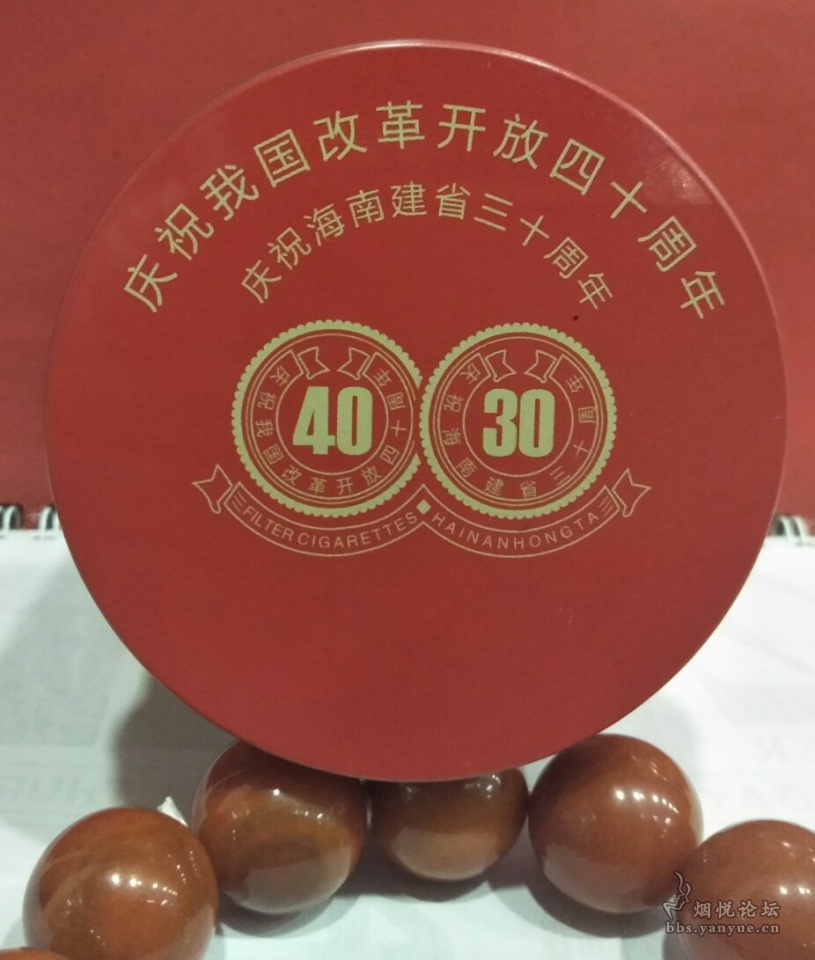 庆祝我国改革开放四十周年
庆祝海南建省三十周年
40
庆祝我国改革开放四十周年
30
庆祝海南建省三十周年
FILTER CIGARETTES
HAINANHONGTA
烟悦论坛
bbs.yanyue.cn